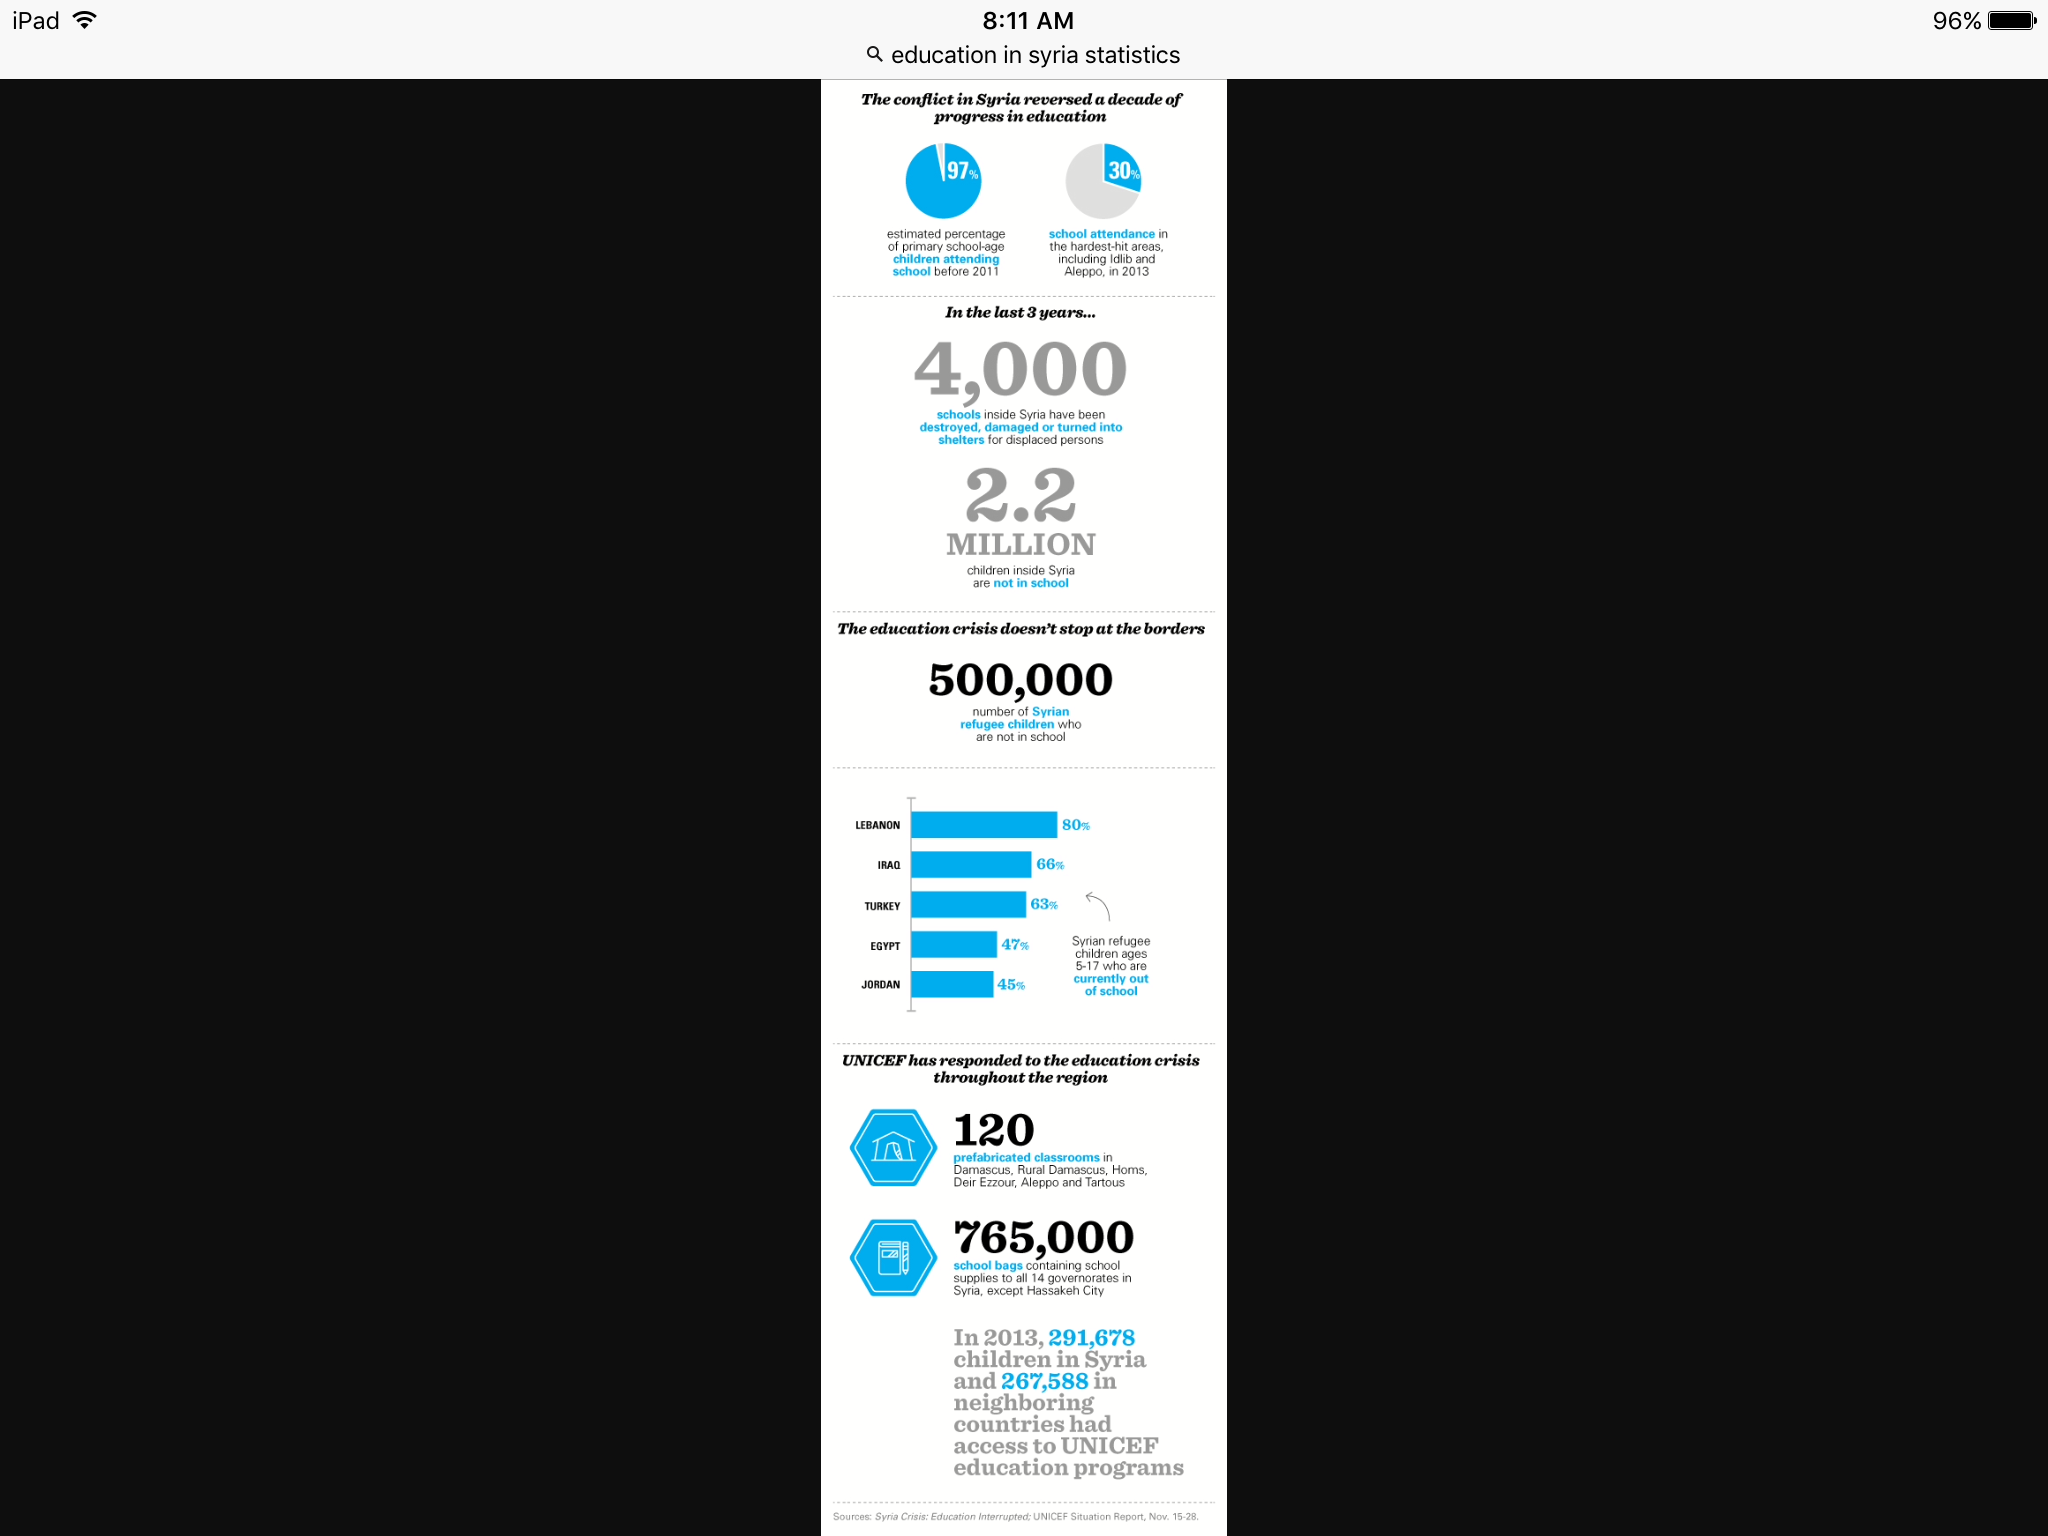 iPad
8:11 AM
96%
education in syria statistics
The conflict in Syria reversed a decade of
progress in education
97%
estimated percentage
of primary school-age
children attending
school before 2011
30%
school attendance in
the hardest-hit areas,
including Idlib and
Aleppo, in 2013
In the last 3 years...
4,000
schools inside Syria have been
destroyed, damaged or turned into
shelters for displaced persons
2.2
MILLION
children inside Syria
are not in school
The education crisis doesn't stop at the borders
500,000
number of Syrian
refugee children who
are not in school
LEBANON 80%
IRAQ 66%
TURKEY 63%
EGYPT 47%
JORDAN 45%
Syrian refugee
children ages
5-17 who are
currently out
of school
UNICEF has responded to the education crisis
throughout the region
120
prefabricated classrooms in
Damascus, Rural Damascus, Homs,
Deir Ezzour, Aleppo and Tartous
765,000
school bags containing school
supplies to all 14 governorates in
Syria, except Hassakeh City
In 2013, 291,678
children in Syria
and 267,588 in
neighboring
countries had
access to UNICEF
education programs
Sources: Syria Crisis: Education Interrupted; UNICEF Situation Report, Nov. 15-28.